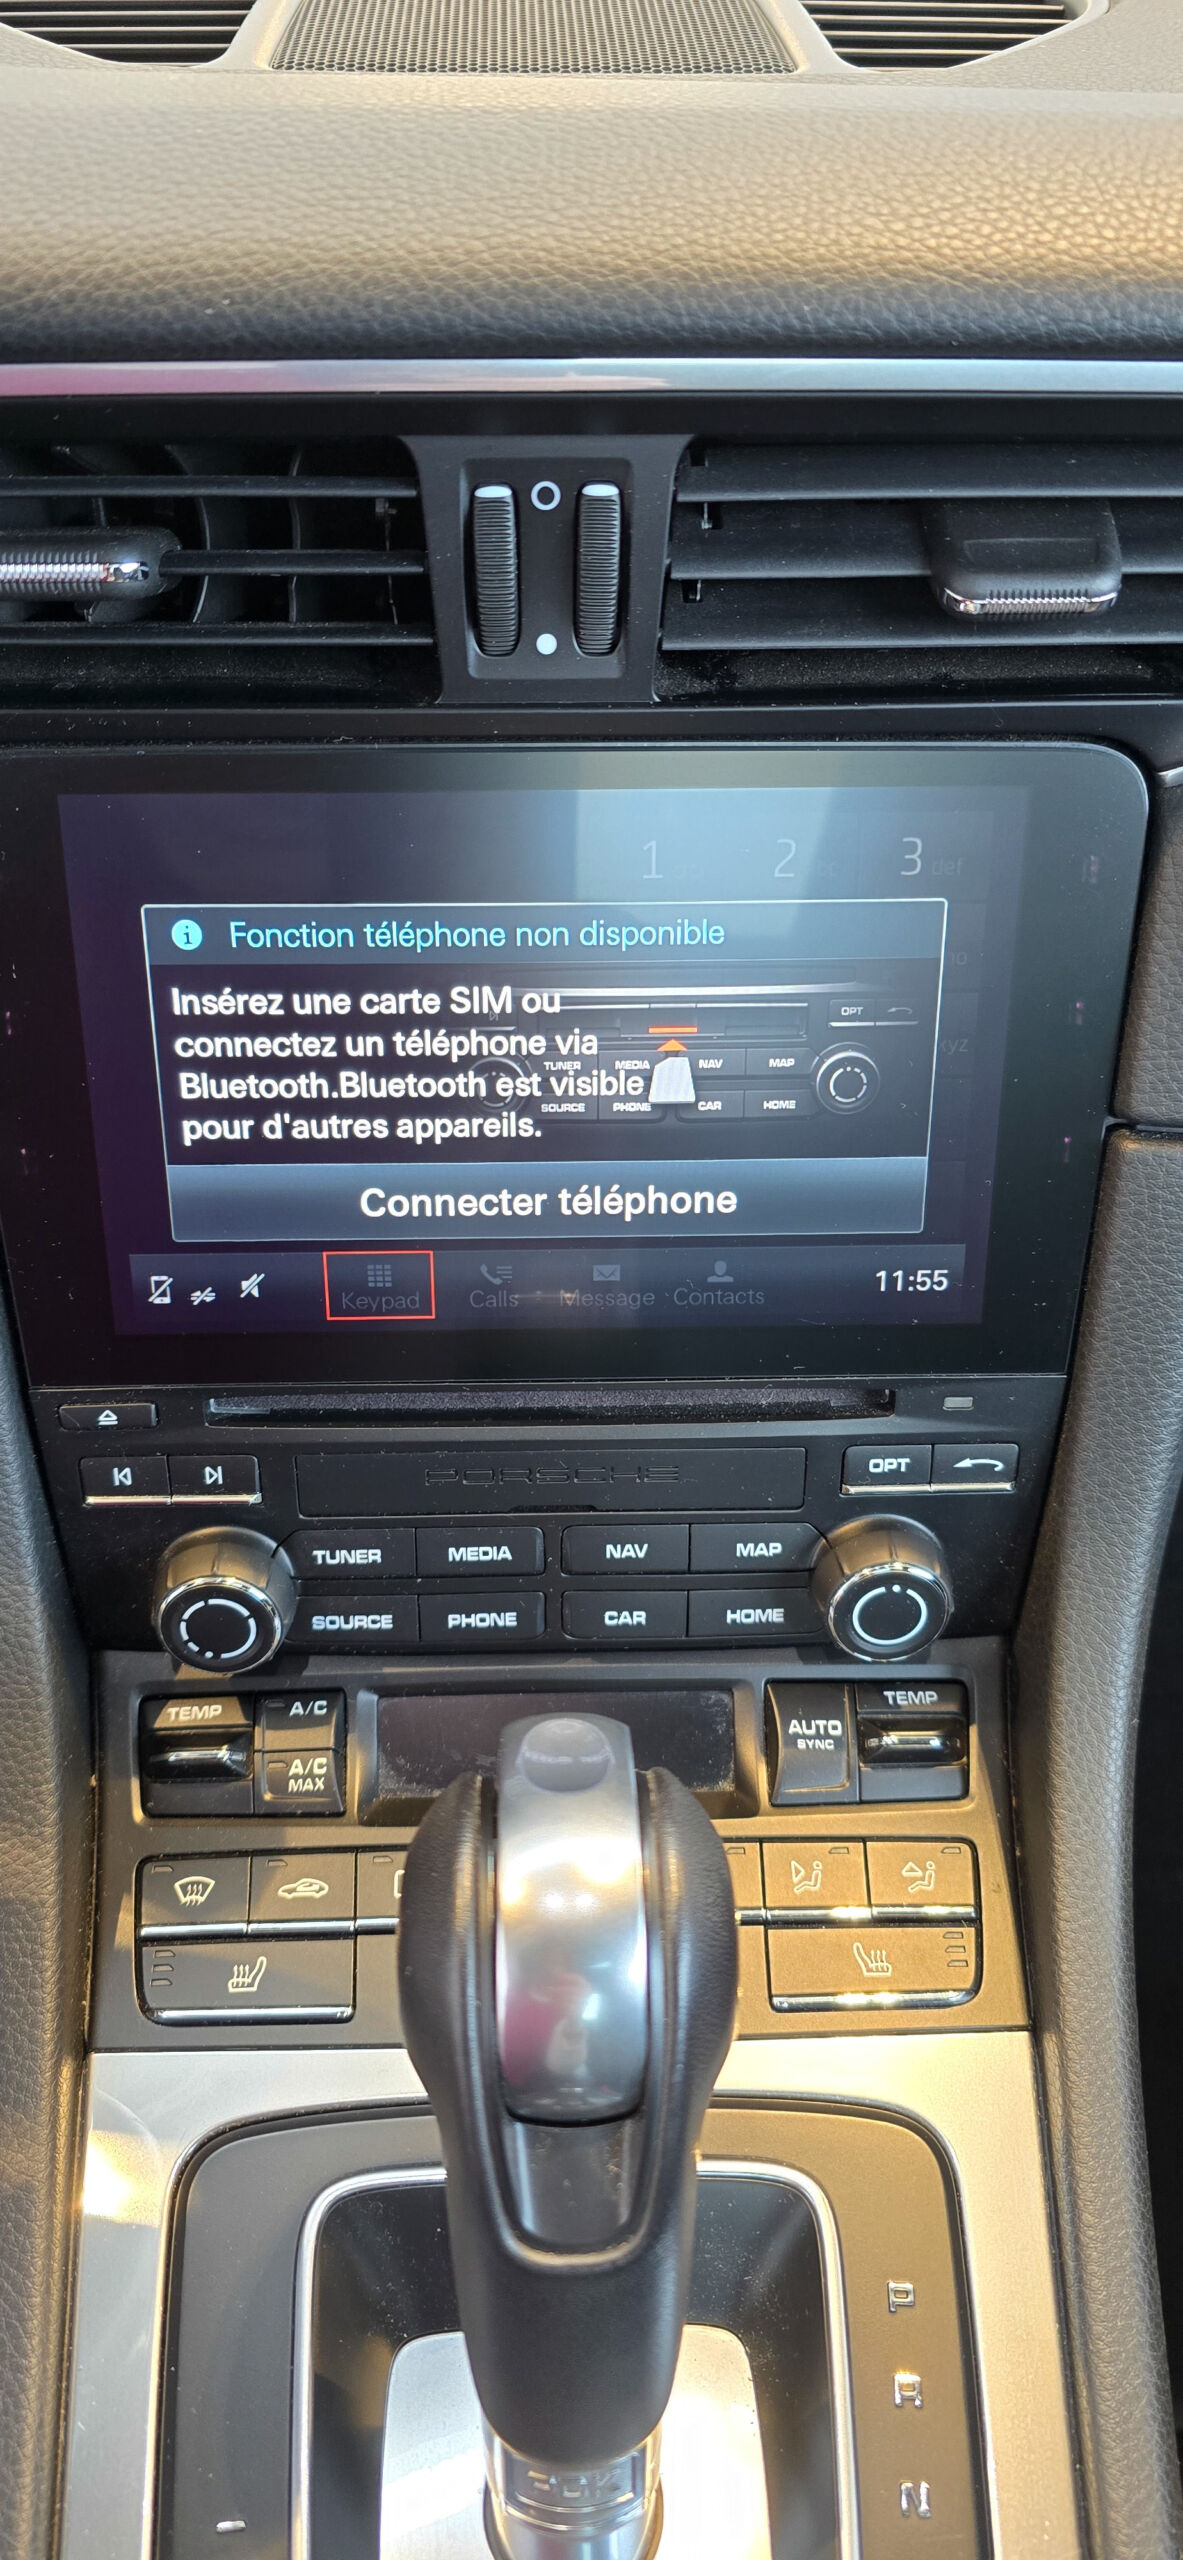 1
2
3 def
Fonction téléphone non disponible
Insérez une carte SIM ou
connectez un téléphone via
Bluetooth.Bluetooth est visible
pour d'autres appareils.
OPT
TUNER MEDIA NAV MAP
SOURCE PHONE CAR HOME
Connecter téléphone
Keypad Calls Message Contacts 11:55
PORSCHE
OPT
TUNER MEDIA NAV MAP
SOURCE PHONE CAR HOME
TEMP A/C AUTO SYNC TEMP
A/C MAX
P
R
N
PDK